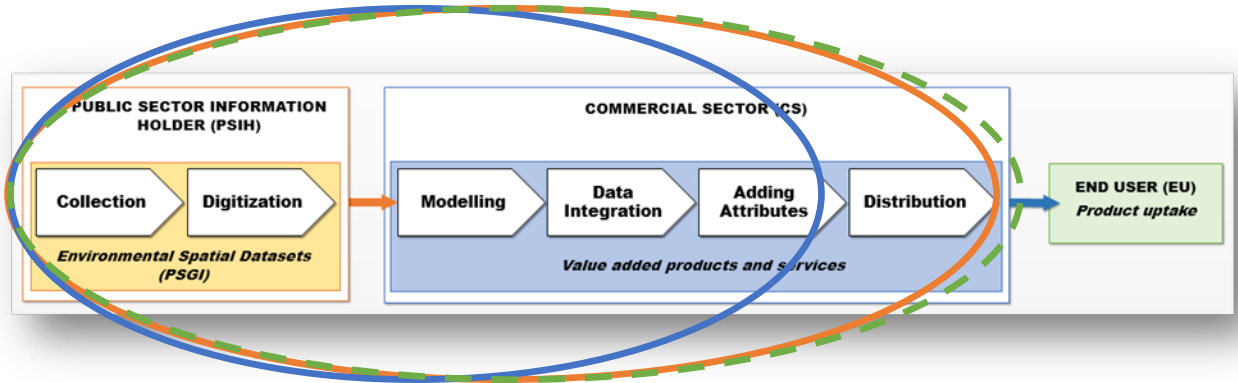 PUBLIC SECTOR INFORMATION
HOLDER (PSIH)
Collection
Digitization
Environmental Spatial Datasets
(PSGI)
COMMERCIAL SECTOR (CS)
Modelling
Data
Integration
Adding
Attributes
Distribution
Value added products and services
END USER (EU)
Product uptake